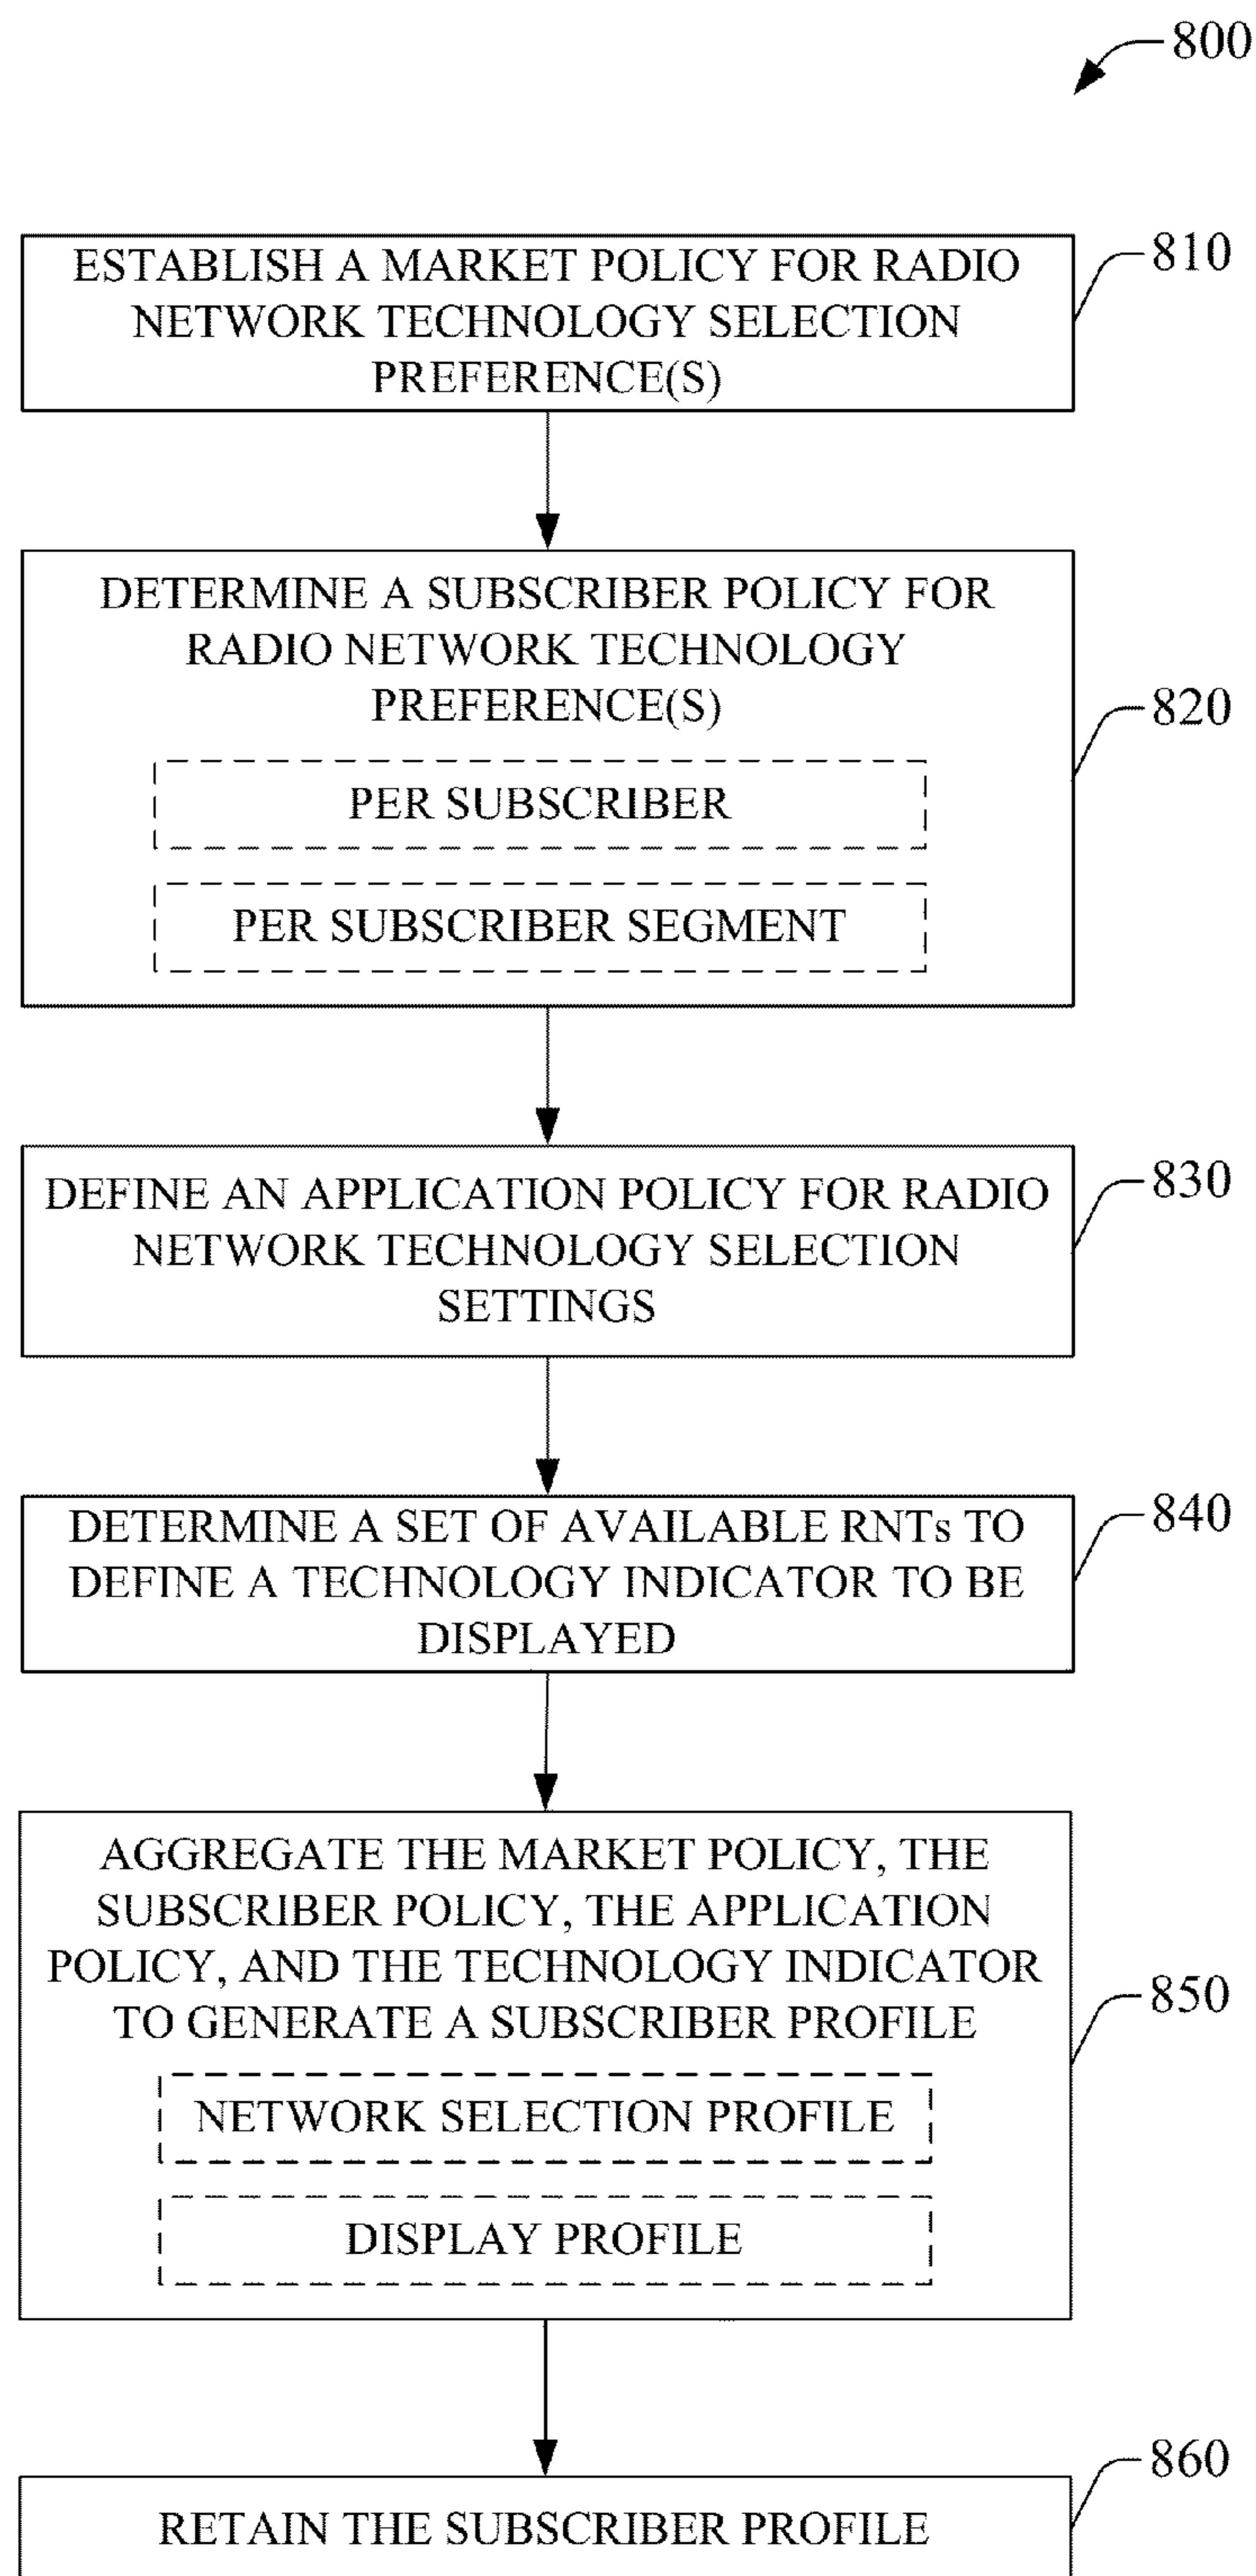 800
ESTABLISH A MARKET POLICY FOR RADIO
NETWORK TECHNOLOGY SELECTION
PREFERENCE(S)
810
DETERMINE A SUBSCRIBER POLICY FOR
RADIO NETWORK TECHNOLOGY
PREFERENCE(S)
820
PER SUBSCRIBER
PER SUBSCRIBER SEGMENT
DEFINE AN APPLICATION POLICY FOR RADIO
NETWORK TECHNOLOGY SELECTION
SETTINGS
830
DETERMINE A SET OF AVAILABLE RNTs TO
DEFINE A TECHNOLOGY INDICATOR TO BE
DISPLAYED
840
AGGREGATE THE MARKET POLICY, THE
SUBSCRIBER POLICY, THE APPLICATION
POLICY, AND THE TECHNOLOGY INDICATOR
TO GENERATE A SUBSCRIBER PROFILE
850
NETWORK SELECTION PROFILE
DISPLAY PROFILE
RETAIN THE SUBSCRIBER PROFILE
860